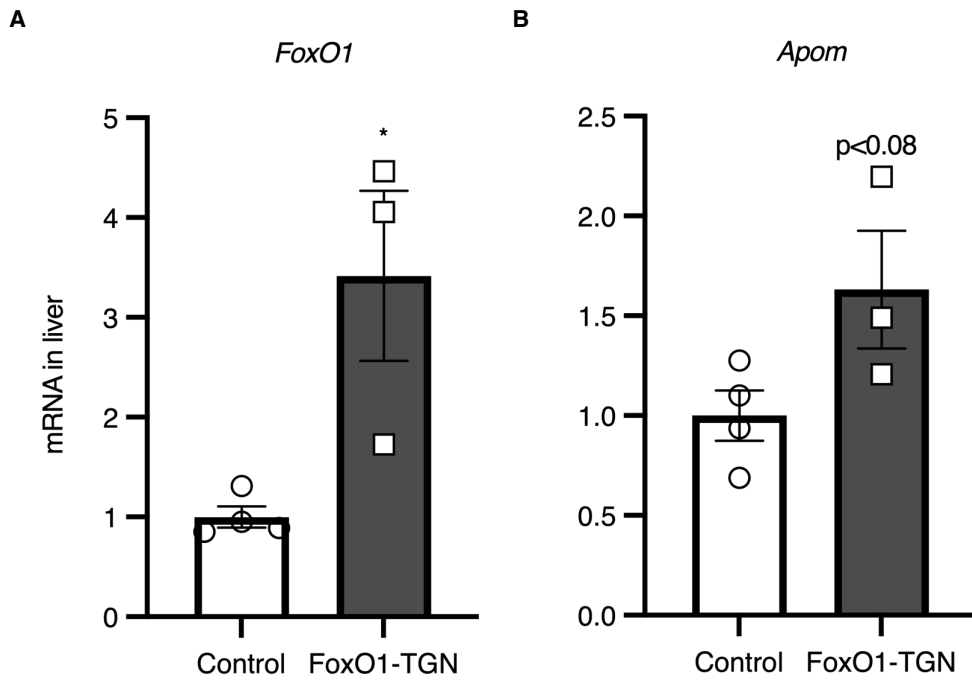 A
FoxO1
5
4
3
2
1
0
mRNA in liver
*
Control
FoxO1-TGN
B
Apom
2.5
2.0
1.5
1.0
0.5
0.0
p<0.08
Control
FoxO1-TGN